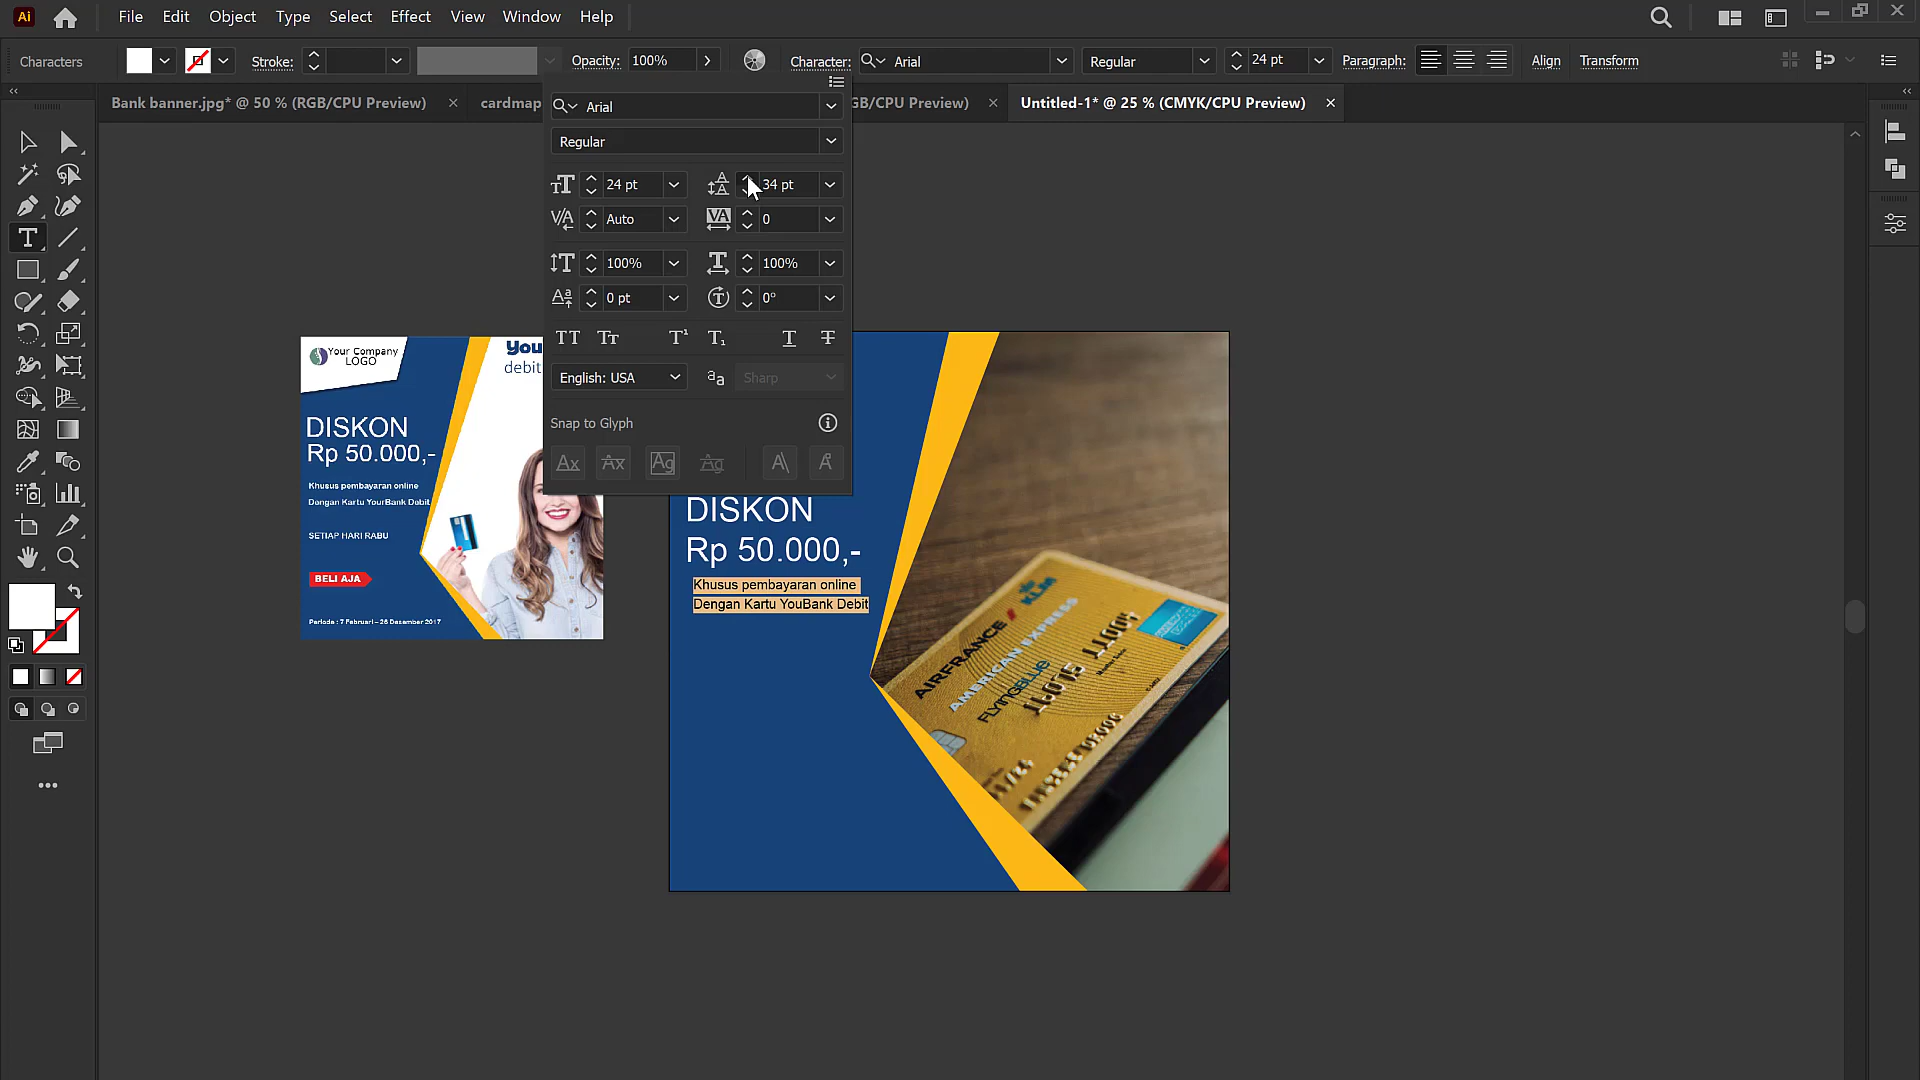 Ai File Edit Object Type Select Effect View Window Help
Characters Stroke: Opacity: 100% Character: Arial Regular 24 pt Paragraph: Align Transform
Bank banner.jpg* @ 50 % (RGB/CPU Preview) × cardmap GB/CPU Preview) × Untitled-1* @ 25 % (CMYK/CPU Preview) ×
Arial
Regular
24 pt 34 pt
Auto 0
100% 100%
0 pt 0°
English: USA Sharp
Snap to Glyph
Your Company
LOGO
You
debit
DISKON
Rp 50.000,-
Khusus pembayaran online
Dengan Kartu YourBank Debit
SETIAP HARI RABU
BELI AJA
Periode : 7 Februari – 26 Desember 2017
DISKON
Rp 50.000,-
Khusus pembayaran online
Dengan Kartu YouBank Debit
KLM
AIRFRANCE
AMERICAN EXPRESS
FLYINGBLUE